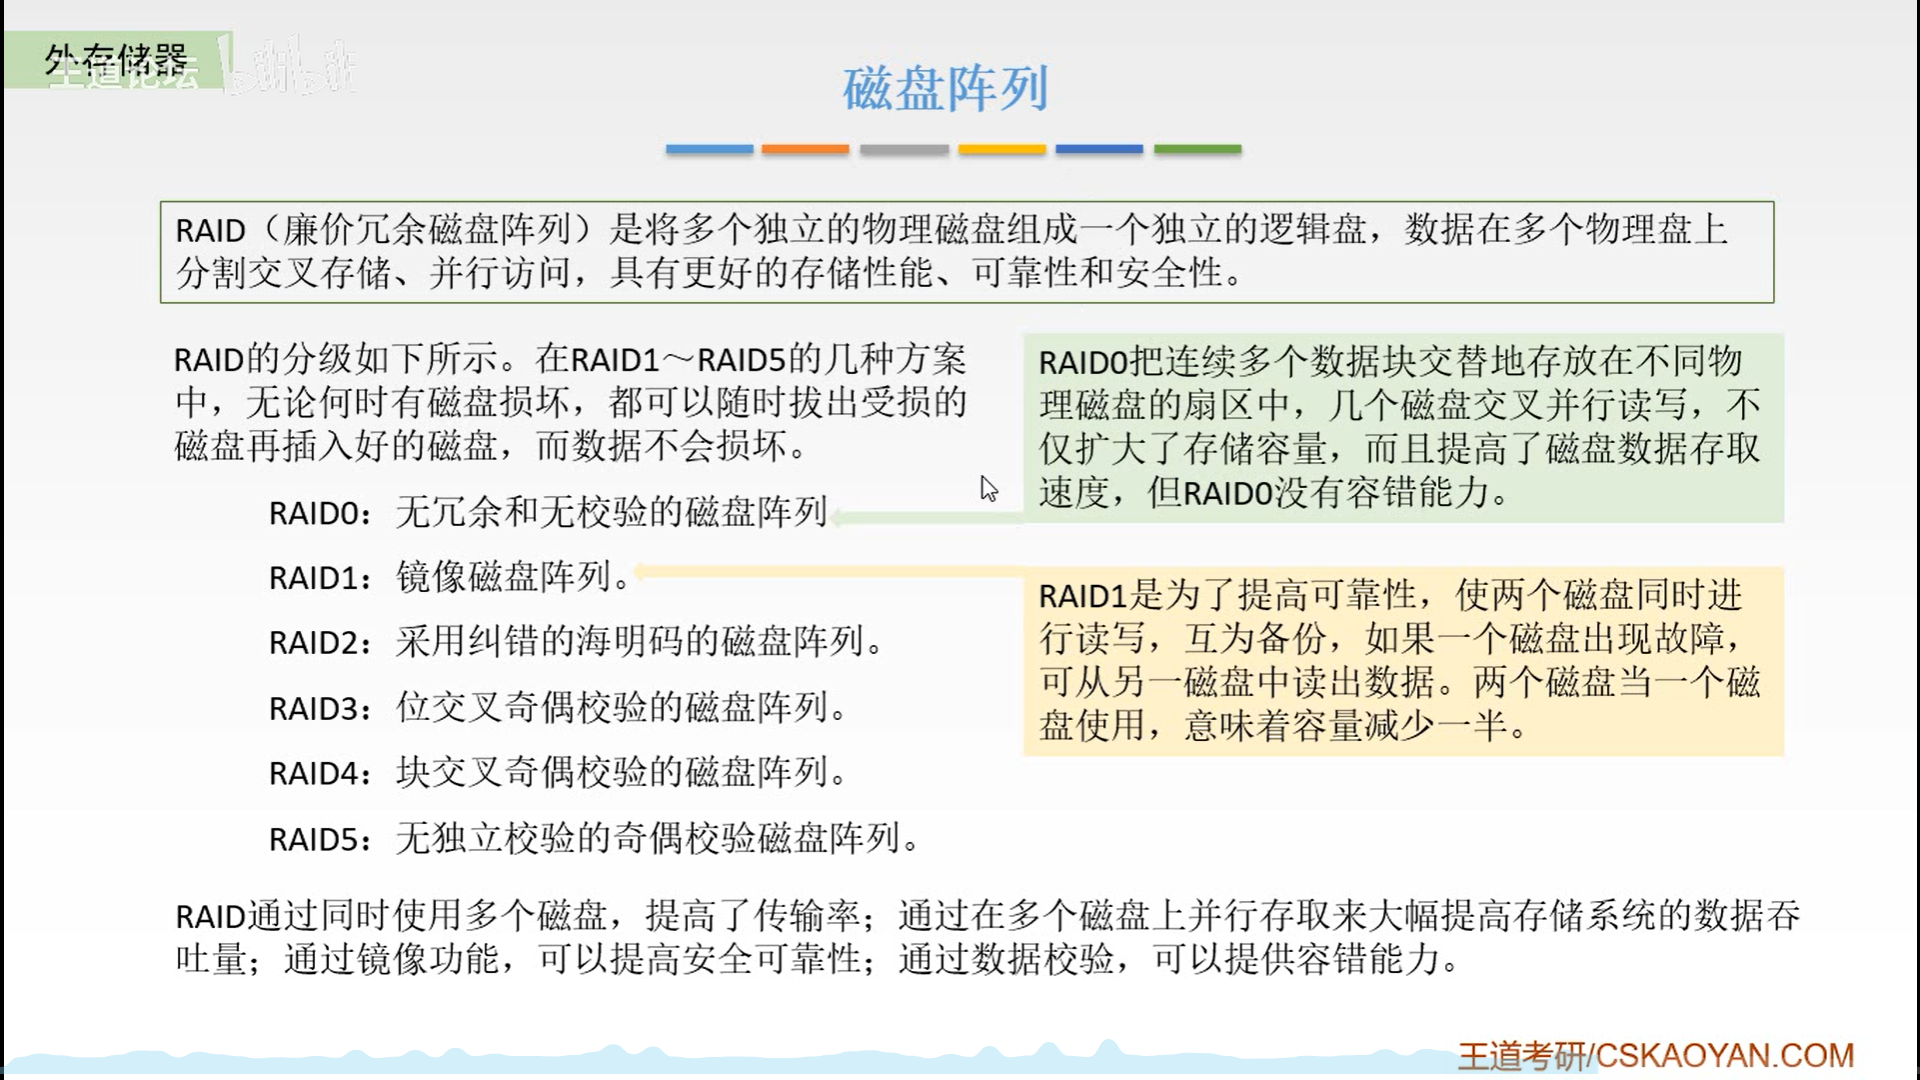 外存储器
王道论坛 bilibili
磁盘阵列
RAID（廉价冗余磁盘阵列）是将多个独立的物理磁盘组成一个独立的逻辑盘，数据在多个物理盘上
分割交叉存储、并行访问，具有更好的存储性能、可靠性和安全性。
RAID的分级如下所示。在RAID1～RAID5的几种方案
中，无论何时有磁盘损坏，都可以随时拔出受损的
磁盘再插入好的磁盘，而数据不会损坏。
RAID0：无冗余和无校验的磁盘阵列
RAID1：镜像磁盘阵列。
RAID2：采用纠错的海明码的磁盘阵列。
RAID3：位交叉奇偶校验的磁盘阵列。
RAID4：块交叉奇偶校验的磁盘阵列。
RAID5：无独立校验的奇偶校验磁盘阵列。
RAID0把连续多个数据块交替地存放在不同物
理磁盘的扇区中，几个磁盘交叉并行读写，不
仅扩大了存储容量，而且提高了磁盘数据存取
速度，但RAID0没有容错能力。
RAID1是为了提高可靠性，使两个磁盘同时进
行读写，互为备份，如果一个磁盘出现故障，
可从另一磁盘中读出数据。两个磁盘当一个磁
盘使用，意味着容量减少一半。
RAID通过同时使用多个磁盘，提高了传输率；通过在多个磁盘上并行存取来大幅提高存储系统的数据吞
吐量；通过镜像功能，可以提高安全可靠性；通过数据校验，可以提供容错能力。
王道考研/CSKAOYAN.COM